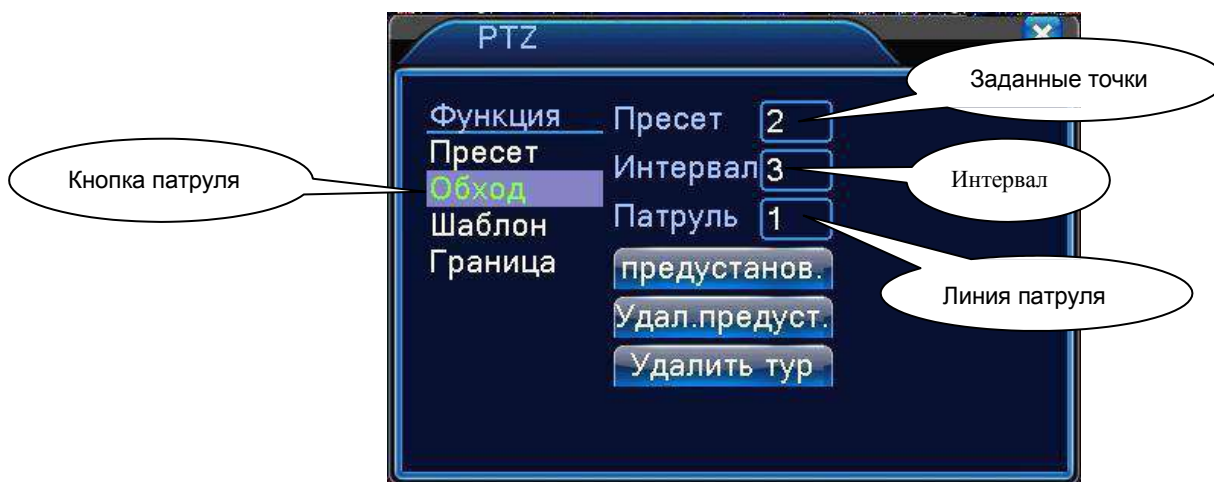 PTZ
Заданные точки
Функция
Пресет 2
Пресет
Интервал 3
Интервал
Кнопка патруля
Обход
Патруль 1
Шаблон
Граница
предустанов.
Линия патруля
Удал.предуст.
Удалить тур